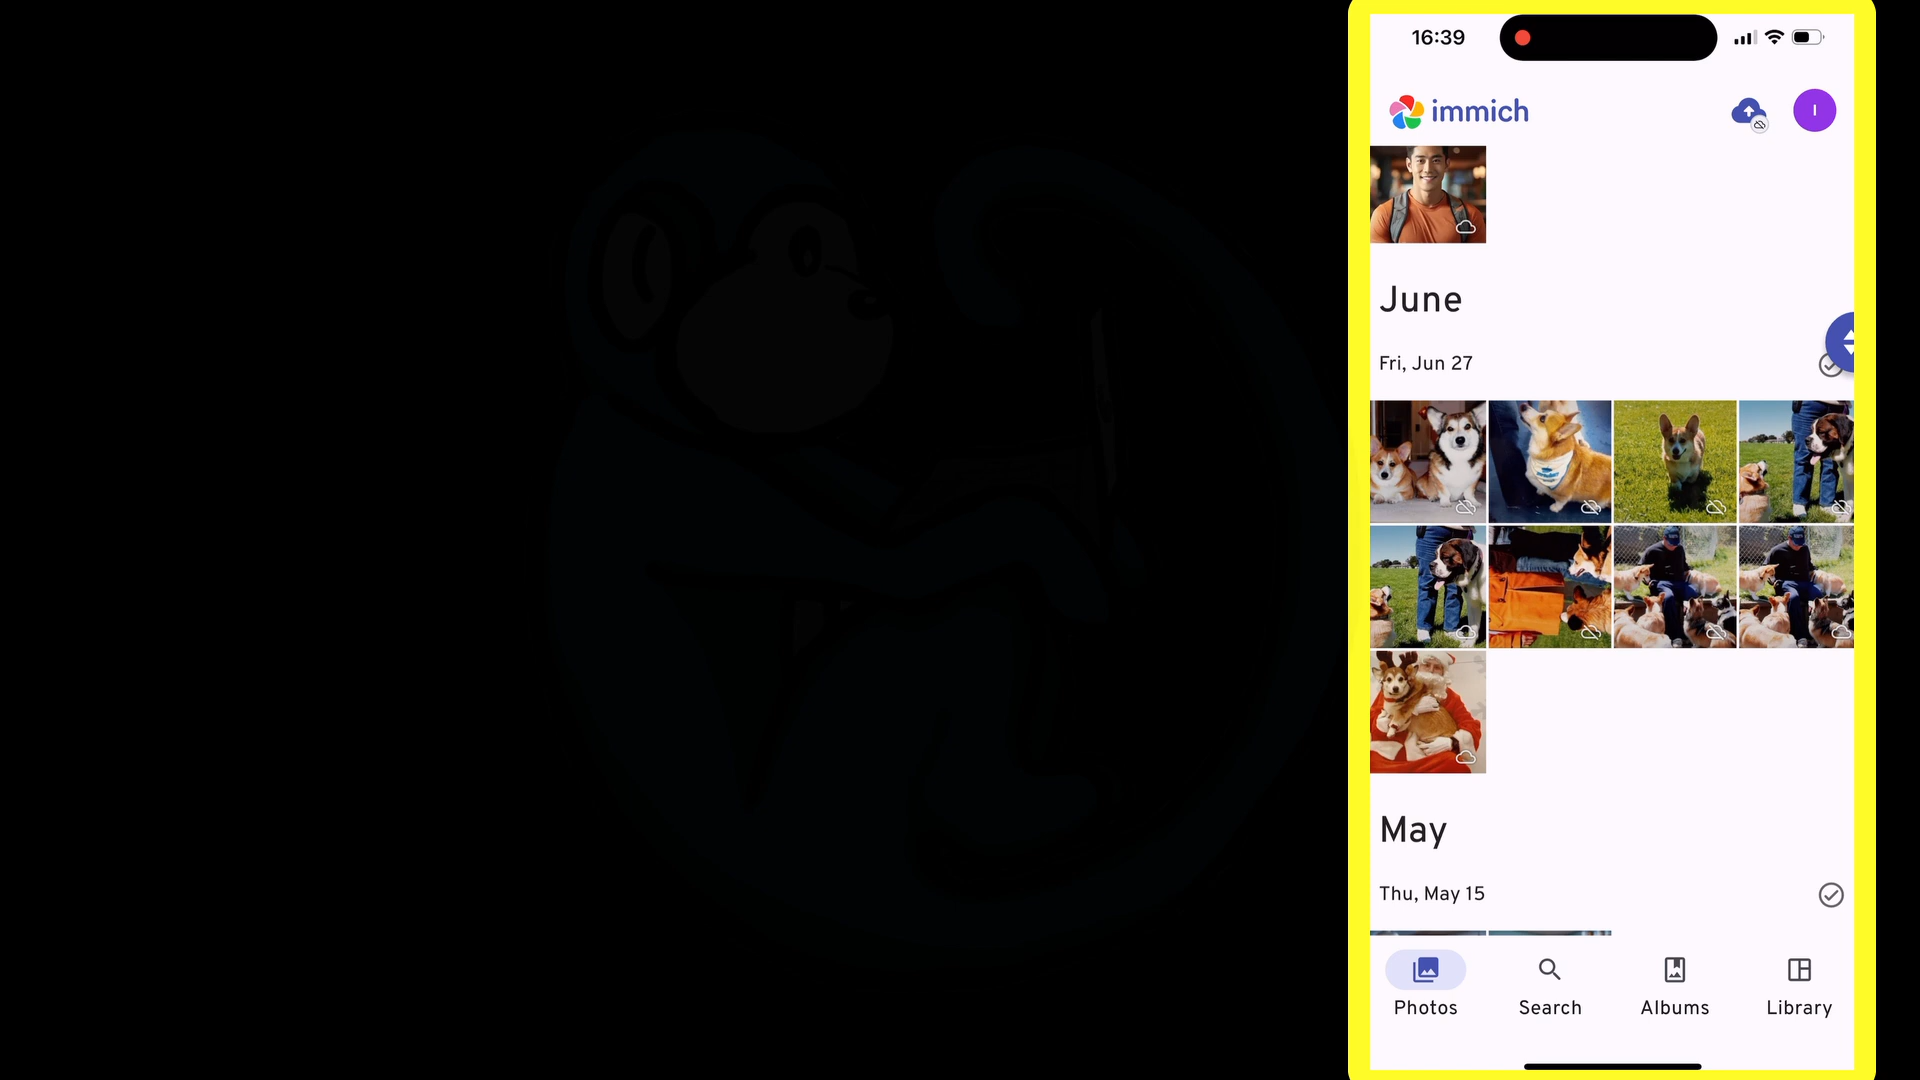 16:39
immich
I
June
Fri, Jun 27
May
Thu, May 15
Photos
Search
Albums
Library